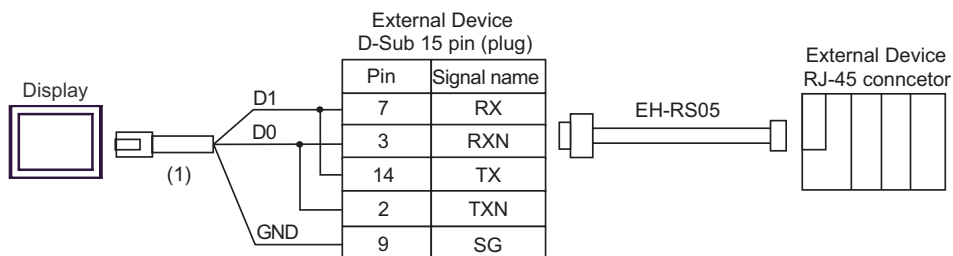 External Device
D-Sub 15 pin (plug)
External Device
RJ-45 conncetor
Display
Pin Signal name
EH-RS05
D1
7 RX
D0
3 RXN
(1)
14 TX
2 TXN
GND
9 SG